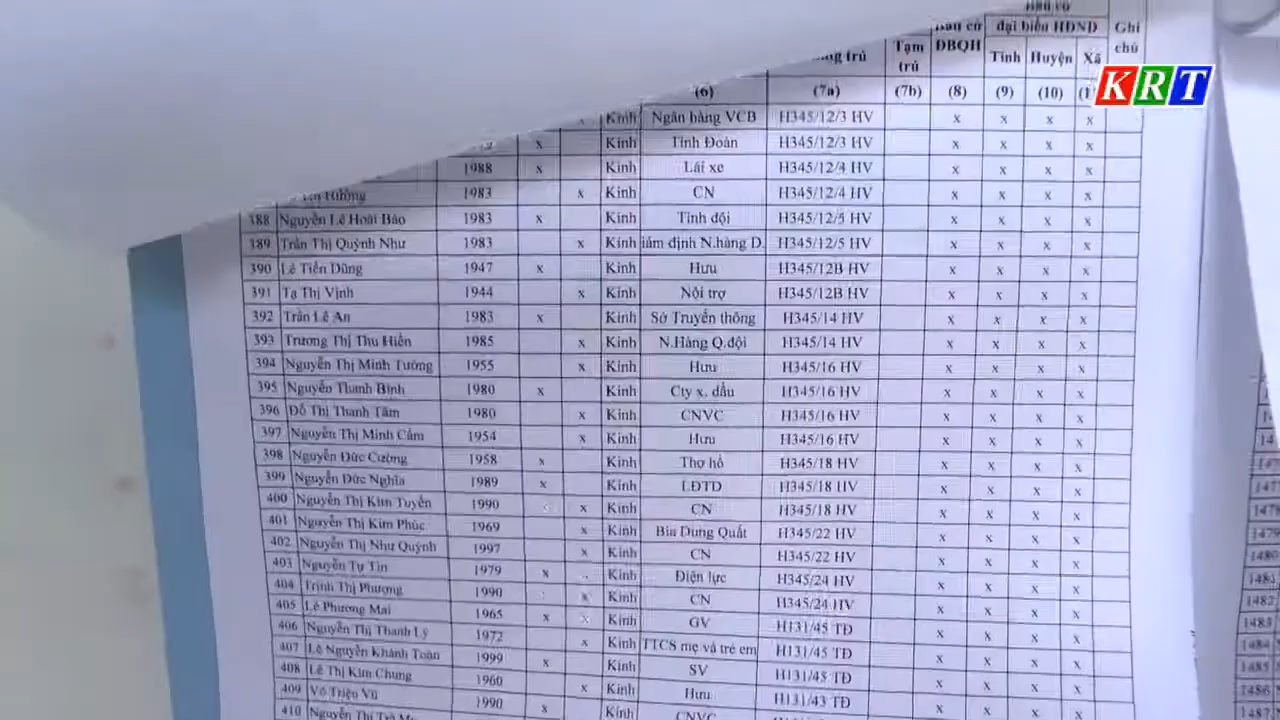 Bầu cử ĐBQH đại biểu HĐND Ghi chú
Tạm trú Tỉnh Huyện Xã
KRT
(6) (7a) (7b) (8) (9) (10)
x Kinh Ngân hàng VCB H345/12/3 HV x x x x
x Kinh Tỉnh Đoàn H345/12/3 HV x x x x
1988 x Kinh Lái xe H345/12/4 HV x x x x
1983 x Kinh CN H345/12/4 HV x x x x
388 Nguyễn Lê Hoài Bảo 1983 x Kinh Tỉnh đội H345/12/5 HV x x x x
389 Trần Thị Quỳnh Như 1983 x Kinh iám định N.hàng D. H345/12/5 HV x x x x
390 Lê Tiến Dũng 1947 x Kinh Hưu H345/12B HV x x x x
391 Tạ Thị Vịnh 1944 x Kinh Nội trợ H345/12B HV x x x x
392 Trần Lê An 1983 x Kinh Sở Truyền thông H345/14 HV x x x x
393 Trương Thị Thu Hiền 1985 x Kinh N.Hàng Q.đội H345/14 HV x x x x
394 Nguyễn Thị Minh Tường 1955 x Kinh Hưu H345/16 HV x x x x
395 Nguyễn Thanh Bình 1980 x Kinh Cty x. dầu H345/16 HV x x x x
396 Đỗ Thị Thanh Tâm 1980 x Kinh CNVC H345/16 HV x x x x
397 Nguyễn Thị Minh Cầm 1954 x Kinh Hưu H345/16 HV x x x x
398 Nguyễn Đức Cường 1958 x Kinh Thợ hồ H345/18 HV x x x x
399 Nguyễn Đức Nghĩa 1989 x Kinh LĐTD H345/18 HV x x x x
400 Nguyễn Thị Kim Tuyến 1990 x Kinh CN H345/18 HV x x x x
401 Nguyễn Thị Kim Phúc 1969 x Kinh Bia Dung Quất H345/22 HV x x x x
402 Nguyễn Thị Như Quỳnh 1997 x Kinh CN H345/22 HV x x x x
403 Nguyễn Tự Tin 1979 x Kinh Điện lực H345/24 HV x x x x
404 Trịnh Thị Phượng 1990 x Kinh CN H345/24 HV x x x x
405 Lê Phương Mai 1965 x x Kinh GV H131/45 TĐ x x x x
406 Nguyễn Thị Thanh Lý 1972 x Kinh TTCS mẹ và trẻ em H131/45 TĐ x x x x
407 Lê Nguyễn Khánh Toàn 1999 x Kinh SV H131/45 TĐ x x x x
408 Lê Thị Kim Chung 1960 x Kinh Hưu H131/43 TĐ x x x x
409 Võ Triệu Vũ 1990 x Kinh CNVC
410 Nguyễn Thị Trà